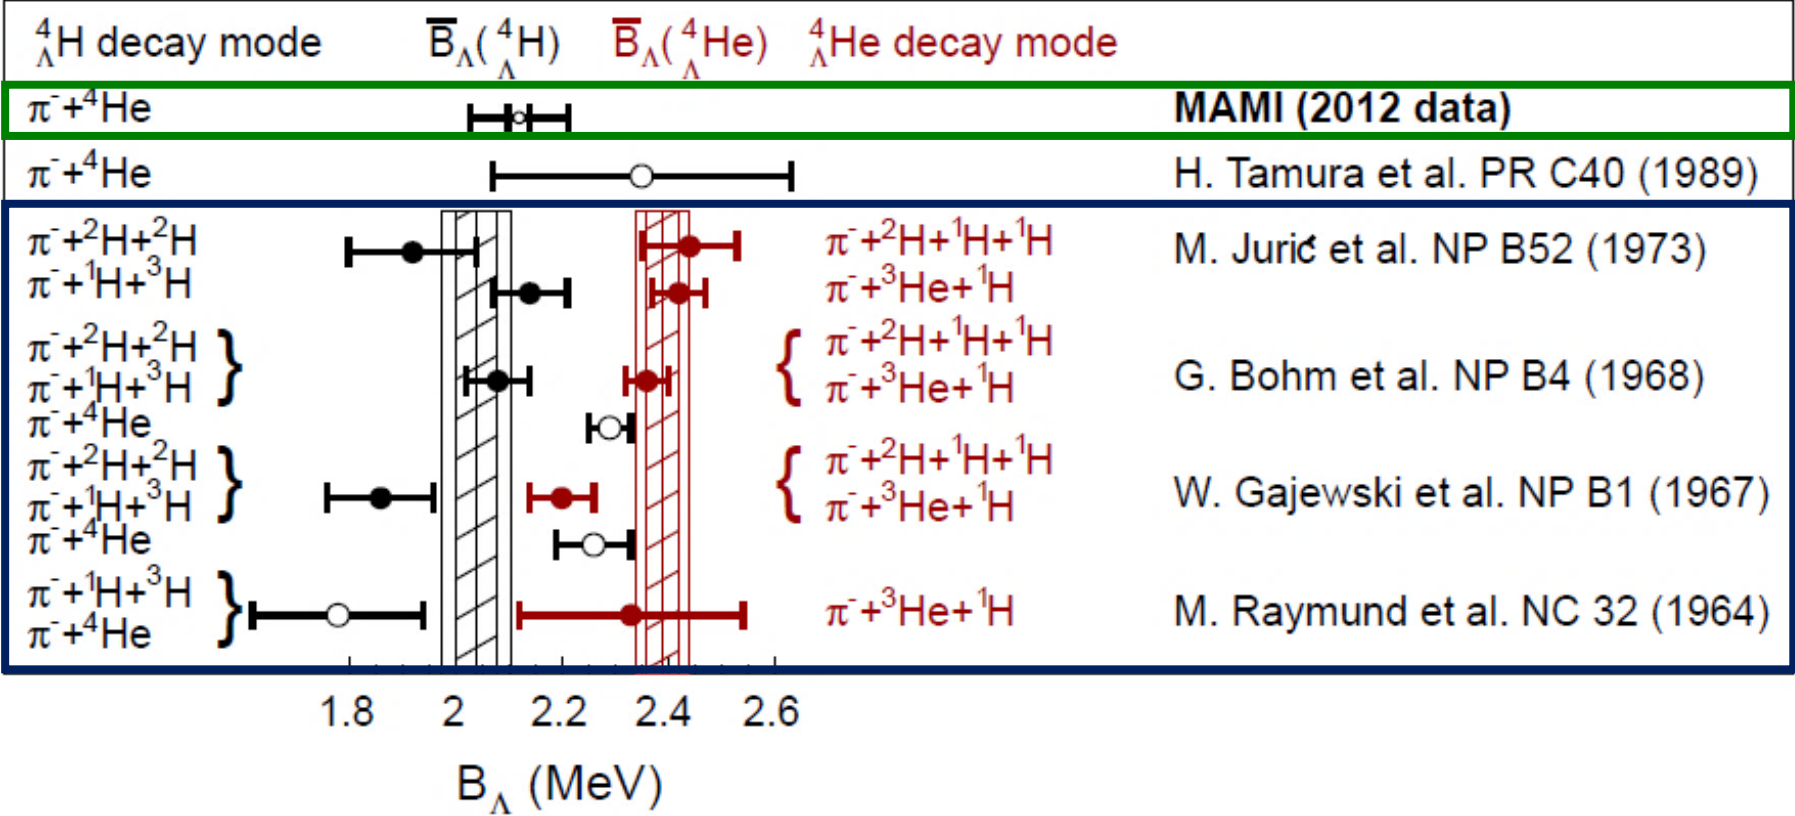 ⁴ΛH decay mode B̅Λ(⁴ΛH) B̅Λ(⁴ΛHe) ⁴ΛHe decay mode
π⁻+⁴He MAMI (2012 data)
π⁻+⁴He H. Tamura et al. PR C40 (1989)
π⁻+²H+²H π⁻+²H+¹H+¹H M. Jurić et al. NP B52 (1973)
π⁻+¹H+³H π⁻+³He+¹H
π⁻+²H+²H } { π⁻+²H+¹H+¹H
π⁻+¹H+³H π⁻+³He+¹H G. Bohm et al. NP B4 (1968)
π⁻+⁴He
π⁻+²H+²H } { π⁻+²H+¹H+¹H
π⁻+¹H+³H π⁻+³He+¹H W. Gajewski et al. NP B1 (1967)
π⁻+⁴He
π⁻+¹H+³H } π⁻+³He+¹H M. Raymund et al. NC 32 (1964)
π⁻+⁴He
1.8 2 2.2 2.4 2.6
BΛ (MeV)